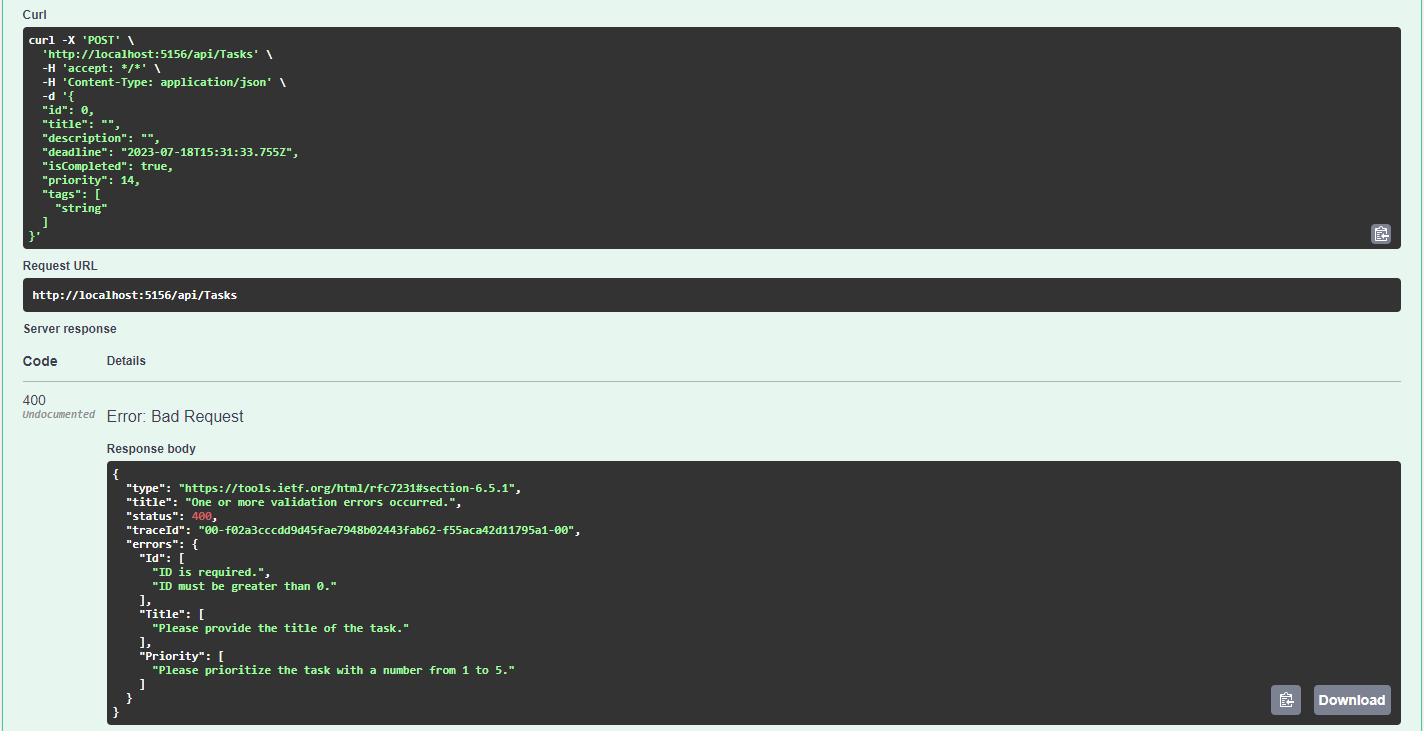 Curl
curl -X 'POST' \
  'http://localhost:5156/api/Tasks' \
  -H 'accept: */*' \
  -H 'Content-Type: application/json' \
  -d '{
  "id": 0,
  "title": "",
  "description": "",
  "deadline": "2023-07-18T15:31:33.755Z",
  "isCompleted": true,
  "priority": 14,
  "tags": [
    "string"
  ]
}'
Request URL
http://localhost:5156/api/Tasks
Server response
Code Details
400
Undocumented
Error: Bad Request
Response body
{
  "type": "https://tools.ietf.org/html/rfc7231#section-6.5.1",
  "title": "One or more validation errors occurred.",
  "status": 400,
  "traceId": "00-f02a3cccdd9d45fae7948b02443fab62-f55aca42d11795a1-00",
  "errors": {
    "Id": [
      "ID is required.",
      "ID must be greater than 0."
    ],
    "Title": [
      "Please provide the title of the task."
    ],
    "Priority": [
      "Please prioritize the task with a number from 1 to 5."
    ]
  }
}
Download